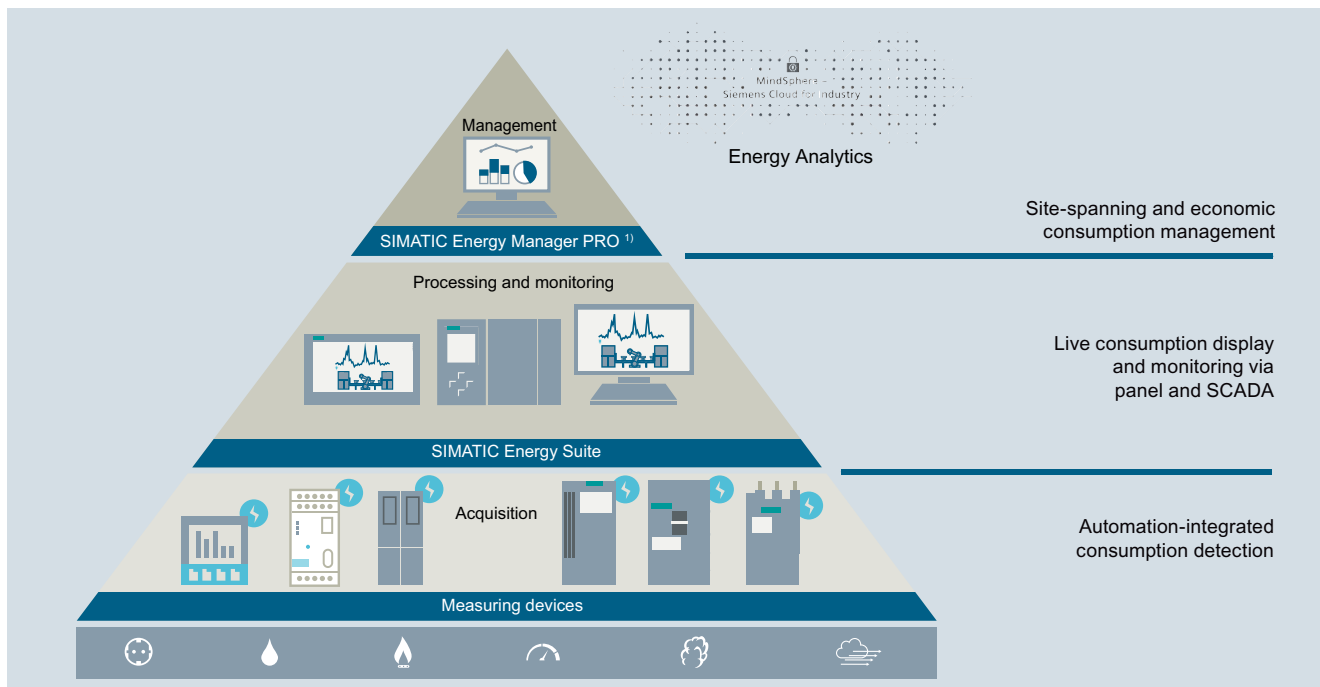 MindSphere –
Siemens Cloud for Industry
Energy Analytics
Management
SIMATIC Energy Manager PRO 1)
Site-spanning and economic
consumption management
Processing and monitoring
Live consumption display
and monitoring via
panel and SCADA
SIMATIC Energy Suite
Acquisition
Automation-integrated
consumption detection
Measuring devices